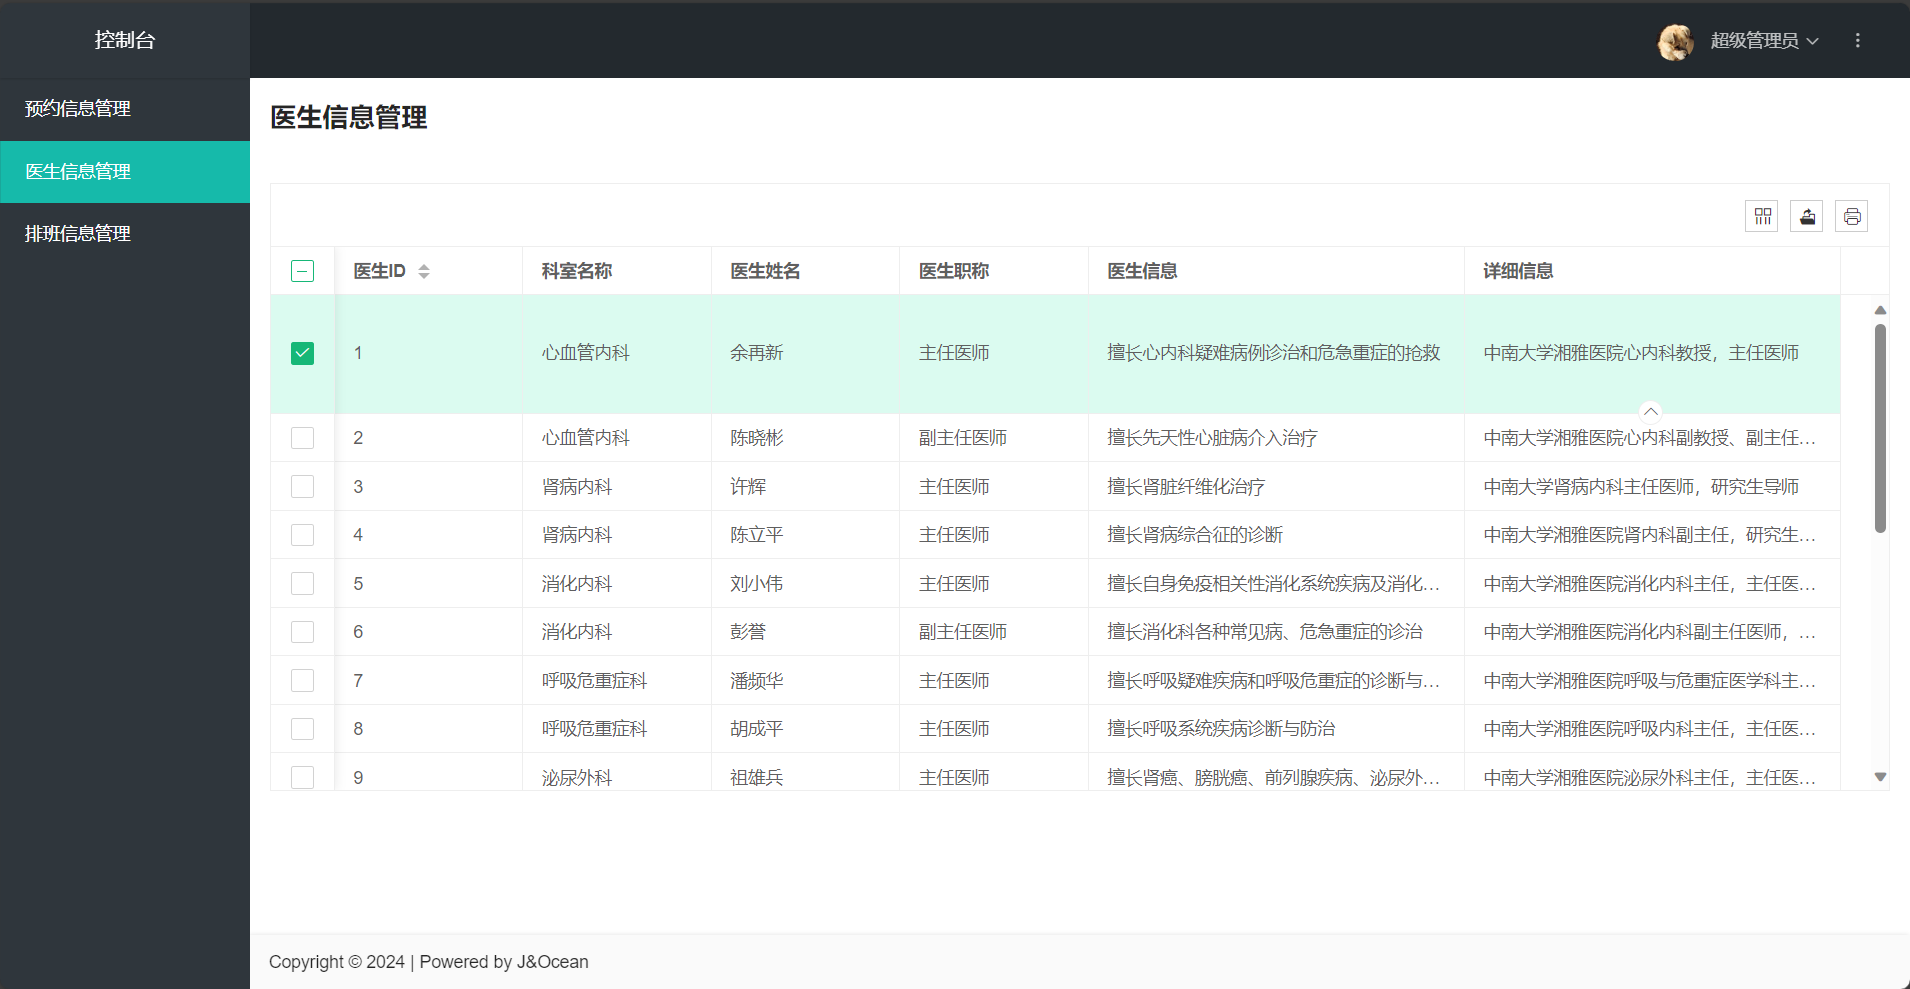 控制台
超级管理员
预约信息管理
医生信息管理
排班信息管理
医生信息管理
医生ID 科室名称 医生姓名 医生职称 医生信息 详细信息
1 心血管内科 余再新 主任医师 擅长心内科疑难病例诊治和危急重症的抢救 中南大学湘雅医院心内科教授，主任医师
2 心血管内科 陈晓彬 副主任医师 擅长先天性心脏病介入治疗 中南大学湘雅医院心内科副教授、副主任…
3 肾病内科 许辉 主任医师 擅长肾脏纤维化治疗 中南大学肾病内科主任医师，研究生导师
4 肾病内科 陈立平 主任医师 擅长肾病综合征的诊断 中南大学湘雅医院肾内科副主任，研究生…
5 消化内科 刘小伟 主任医师 擅长自身免疫相关性消化系统疾病及消化… 中南大学湘雅医院消化内科主任，主任医…
6 消化内科 彭誉 副主任医师 擅长消化科各种常见病、危急重症的诊治 中南大学湘雅医院消化内科副主任医师，…
7 呼吸危重症科 潘频华 主任医师 擅长呼吸疑难疾病和呼吸危重症的诊断与… 中南大学湘雅医院呼吸与危重症医学科主…
8 呼吸危重症科 胡成平 主任医师 擅长呼吸系统疾病诊断与防治 中南大学湘雅医院呼吸内科主任，主任医…
9 泌尿外科 祖雄兵 主任医师 擅长肾癌、膀胱癌、前列腺疾病、泌尿外… 中南大学湘雅医院泌尿外科主任，主任医…
Copyright © 2024 | Powered by J&Ocean